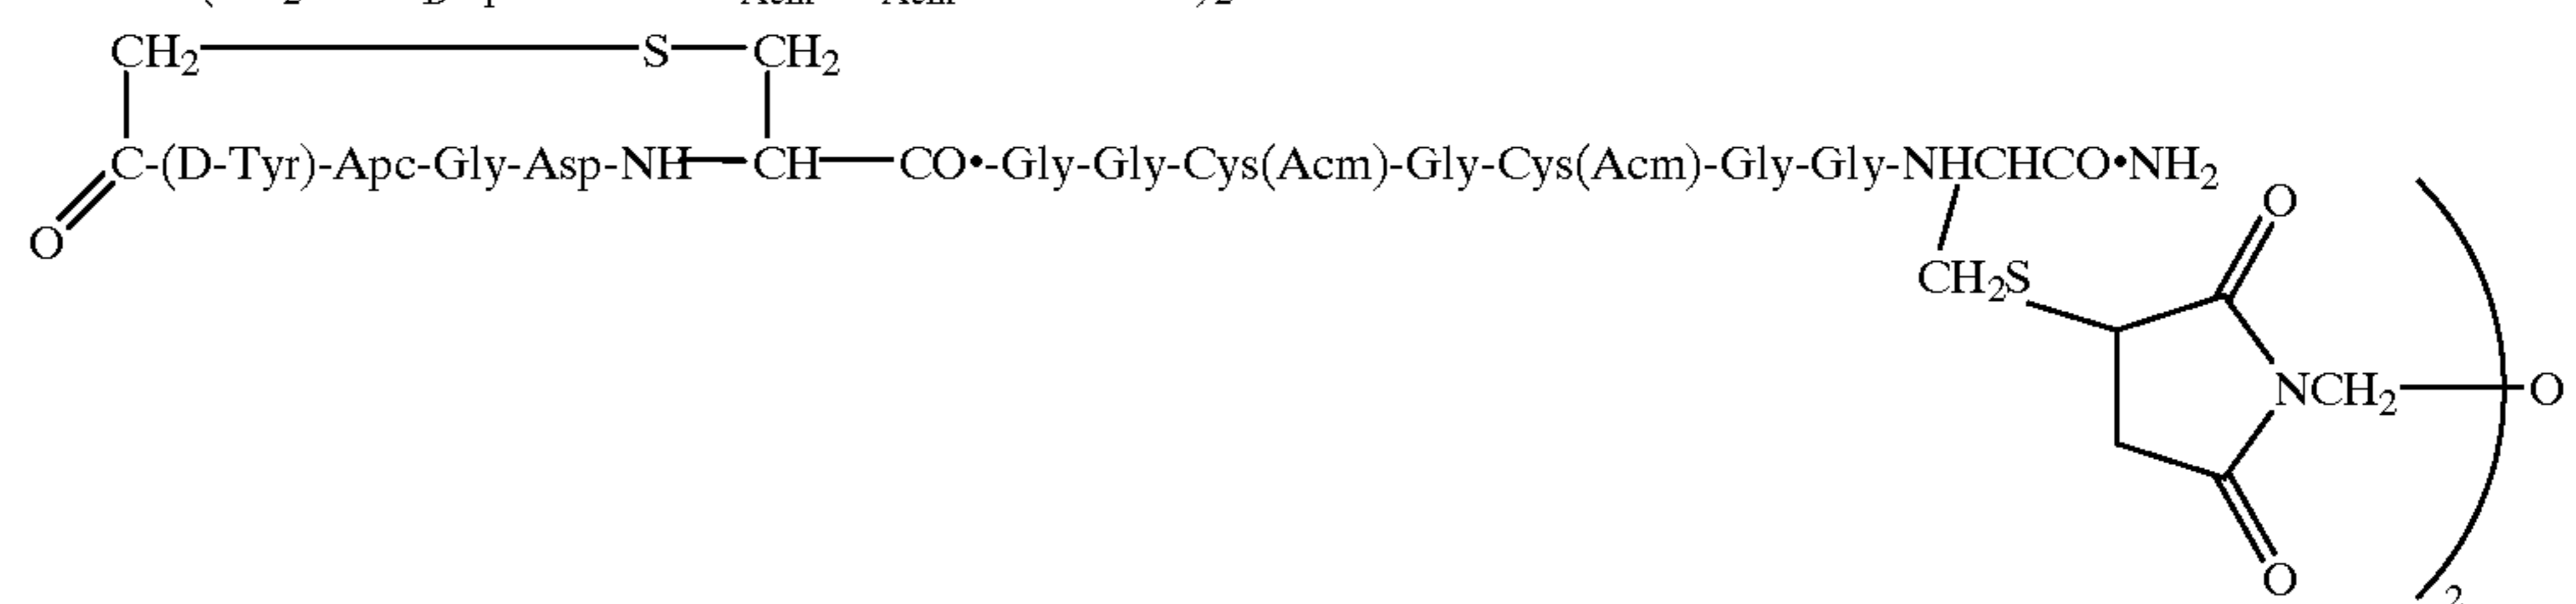 CH₂ S CH₂
C-(D-Tyr)-Apc-Gly-Asp-NH CH CO•-Gly-Gly-Cys(Acm)-Gly-Cys(Acm)-Gly-Gly-NHCHCO•NH₂
O
O
CH₂S
NCH₂ O
O
2